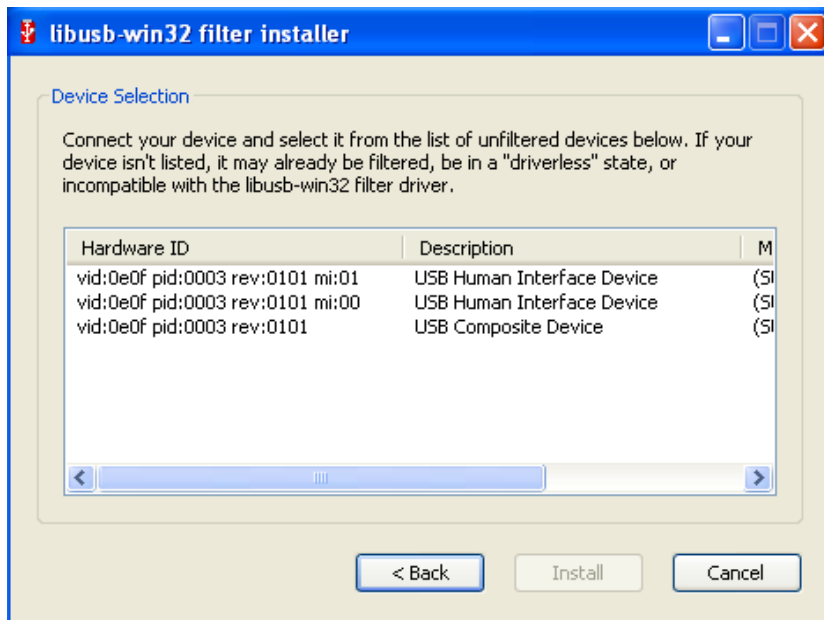 libusb-win32 filter installer
Device Selection
Connect your device and select it from the list of unfiltered devices below. If your
device isn't listed, it may already be filtered, be in a "driverless" state, or
incompatible with the libusb-win32 filter driver.
Hardware ID Description M
vid:0e0f pid:0003 rev:0101 mi:01 USB Human Interface Device
vid:0e0f pid:0003 rev:0101 mi:00 USB Human Interface Device
vid:0e0f pid:0003 rev:0101 USB Composite Device
< Back Install Cancel